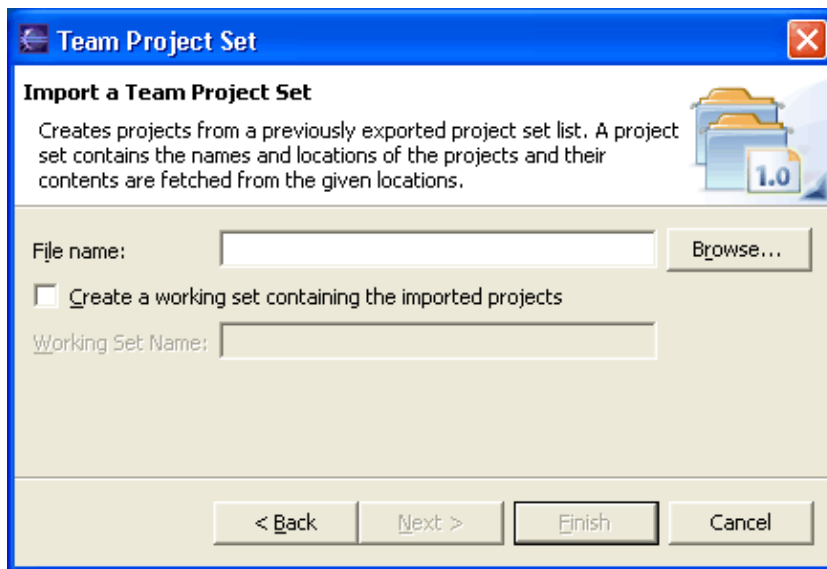 Team Project Set
Import a Team Project Set
Creates projects from a previously exported project set list. A project
set contains the names and locations of the projects and their
contents are fetched from the given locations.
1.0
File name:
Browse...
Create a working set containing the imported projects
Working Set Name:
< Back
Next >
Finish
Cancel